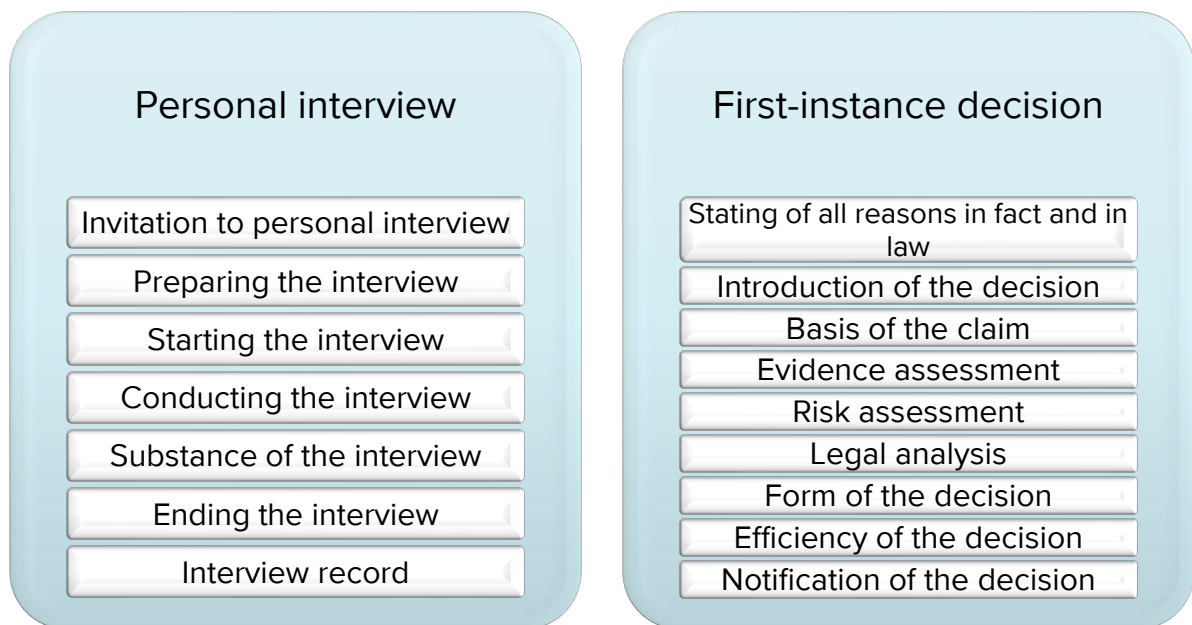 Personal interview
Invitation to personal interview
Preparing the interview
Starting the interview
Conducting the interview
Substance of the interview
Ending the interview
Interview record
First-instance decision
Stating of all reasons in fact and in
law
Introduction of the decision
Basis of the claim
Evidence assessment
Risk assessment
Legal analysis
Form of the decision
Efficiency of the decision
Notification of the decision